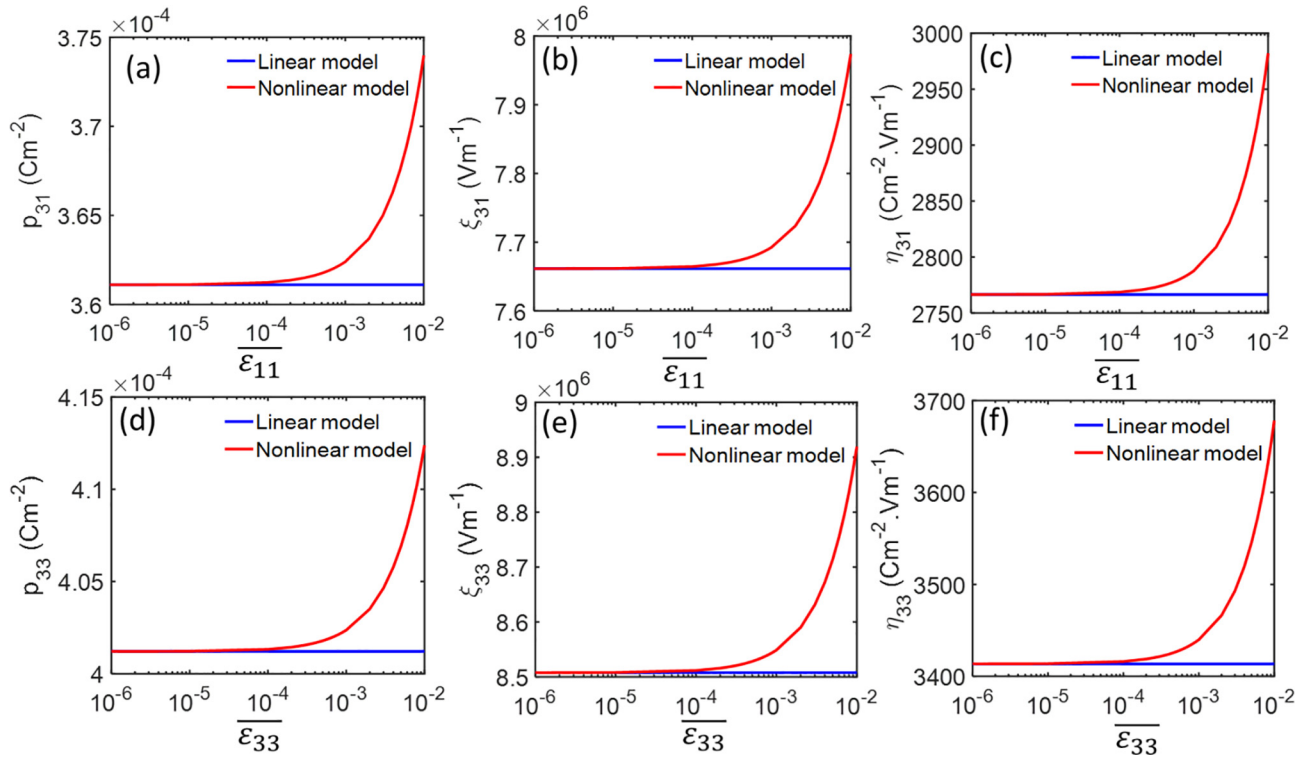 ×10⁻⁴
(a)
Linear model
Nonlinear model
p₃₁ (Cm⁻²)
3.75
3.7
3.65
3.6
10⁻⁶ 10⁻⁵ 10⁻⁴ 10⁻³ 10⁻²
ε̅₁₁
×10⁶
(b)
Linear model
Nonlinear model
ξ₃₁ (Vm⁻¹)
8
7.9
7.8
7.7
7.6
10⁻⁶ 10⁻⁵ 10⁻⁴ 10⁻³ 10⁻²
ε̅₁₁
(c)
Linear model
Nonlinear model
η₃₁ (Cm⁻².Vm⁻¹)
3000
2950
2900
2850
2800
2750
2700
10⁻⁶ 10⁻⁵ 10⁻⁴ 10⁻³ 10⁻²
ε̅₁₁
×10⁻⁴
(d)
Linear model
Nonlinear model
p₃₃ (Cm⁻²)
4.15
4.1
4.05
4
10⁻⁶ 10⁻⁵ 10⁻⁴ 10⁻³ 10⁻²
ε̅₃₃
×10⁶
(e)
Linear model
Nonlinear model
ξ₃₃ (Vm⁻¹)
9
8.9
8.8
8.7
8.6
8.5
10⁻⁶ 10⁻⁵ 10⁻⁴ 10⁻³ 10⁻²
ε̅₃₃
(f)
Linear model
Nonlinear model
η₃₃ (Cm⁻².Vm⁻¹)
3700
3600
3500
3400
10⁻⁶ 10⁻⁵ 10⁻⁴ 10⁻³ 10⁻²
ε̅₃₃